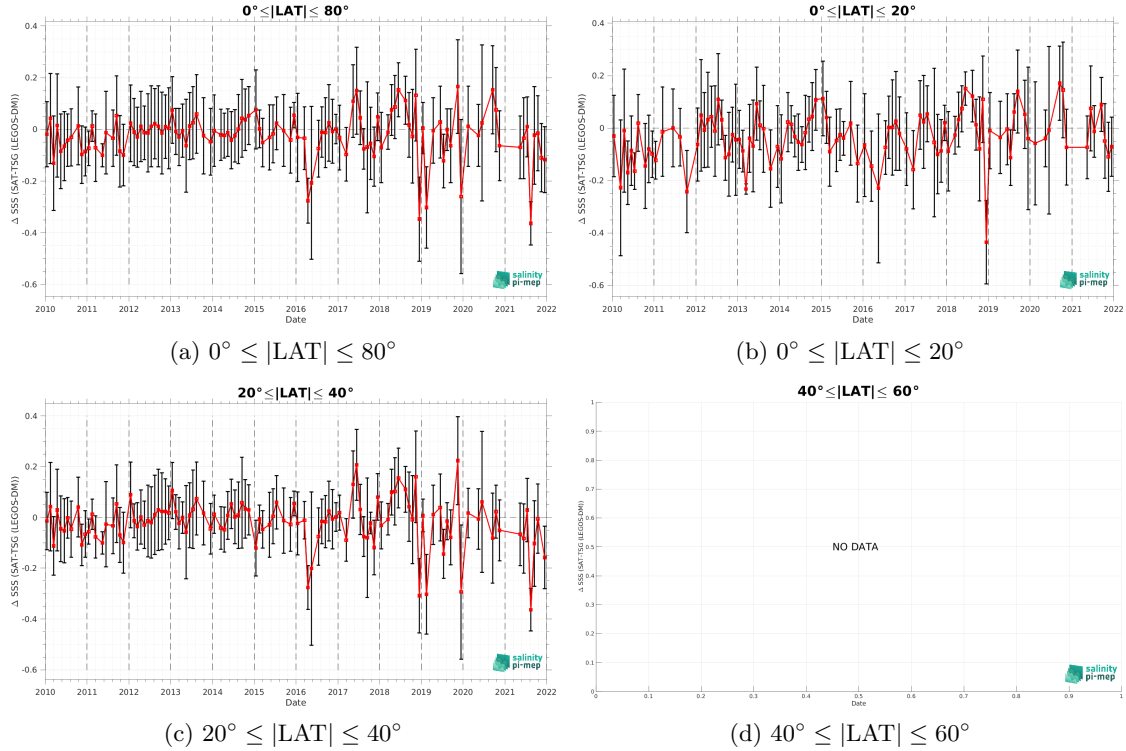 0°≤|LAT|≤ 80°
Δ SSS (SAT-TSG (LEGOS-DM))
0.4
0.2
0
-0.2
-0.4
-0.6
2010 2011 2012 2013 2014 2015 2016 2017 2018 2019 2020 2021 2022
Date
salinity
pi-mep
(a) 0° ≤ |LAT| ≤ 80°
0°≤|LAT|≤ 20°
Δ SSS (SAT-TSG (LEGOS-DM))
0.4
0.2
0
-0.2
-0.4
-0.6
2010 2011 2012 2013 2014 2015 2016 2017 2018 2019 2020 2021 2022
Date
salinity
pi-mep
(b) 0° ≤ |LAT| ≤ 20°
20°≤|LAT|≤ 40°
Δ SSS (SAT-TSG (LEGOS-DM))
0.4
0.2
0
-0.2
-0.4
-0.6
2010 2011 2012 2013 2014 2015 2016 2017 2018 2019 2020 2021 2022
Date
salinity
pi-mep
(c) 20° ≤ |LAT| ≤ 40°
40°≤|LAT|≤ 60°
Δ SSS (SAT-TSG (LEGOS-DM))
1
0.9
0.8
0.7
0.6
0.5
0.4
0.3
0.2
0.1
0
NO DATA
0 0.1 0.2 0.3 0.4 0.5 0.6 0.7 0.8 0.9 1
Date
salinity
pi-mep
(d) 40° ≤ |LAT| ≤ 60°